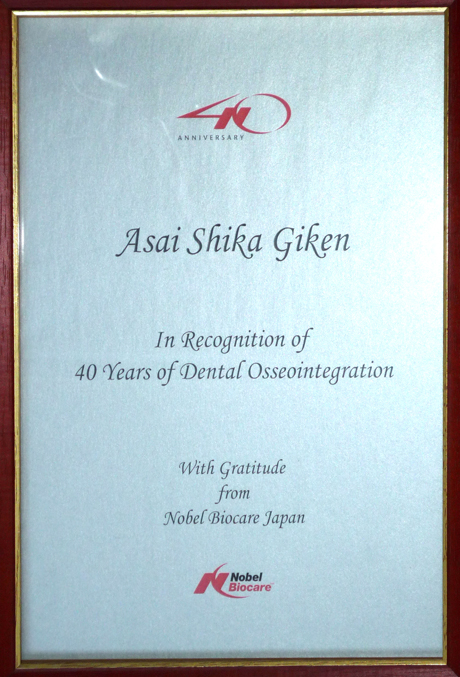 40
ANNIVERSARY
Asai Shika Giken
In Recognition of
40 Years of Dental Osseointegration
With Gratitude
from
Nobel Biocare Japan
Nobel
Biocare™